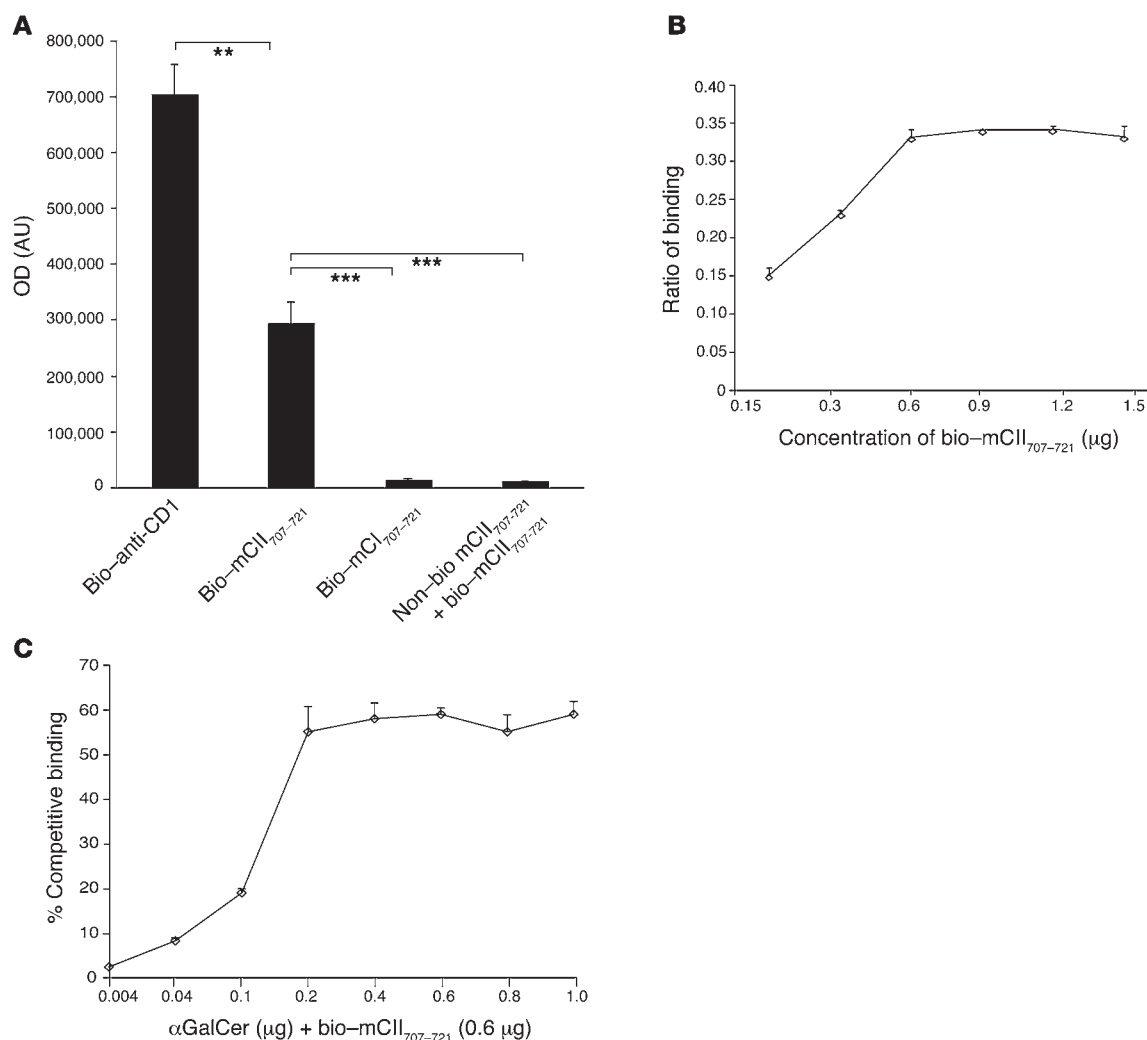 A
800,000
700,000
600,000
500,000
400,000
300,000
200,000
100,000
0
OD (AU)
**
***
***
Bio–anti-CD1
Bio–mCII707–721
Bio–mCI707–721
Non–bio mCII707-721
+ bio–mCII707-721
B
0.40
0.35
0.30
0.25
0.20
0.15
0.10
0.05
0
Ratio of binding
0.15 0.3 0.6 0.9 1.2 1.5
Concentration of bio–mCII707–721 (μg)
C
70
60
50
40
30
20
10
0
% Competitive binding
0.004 0.04 0.1 0.2 0.4 0.6 0.8 1.0
αGalCer (μg) + bio–mCII707–721 (0.6 μg)